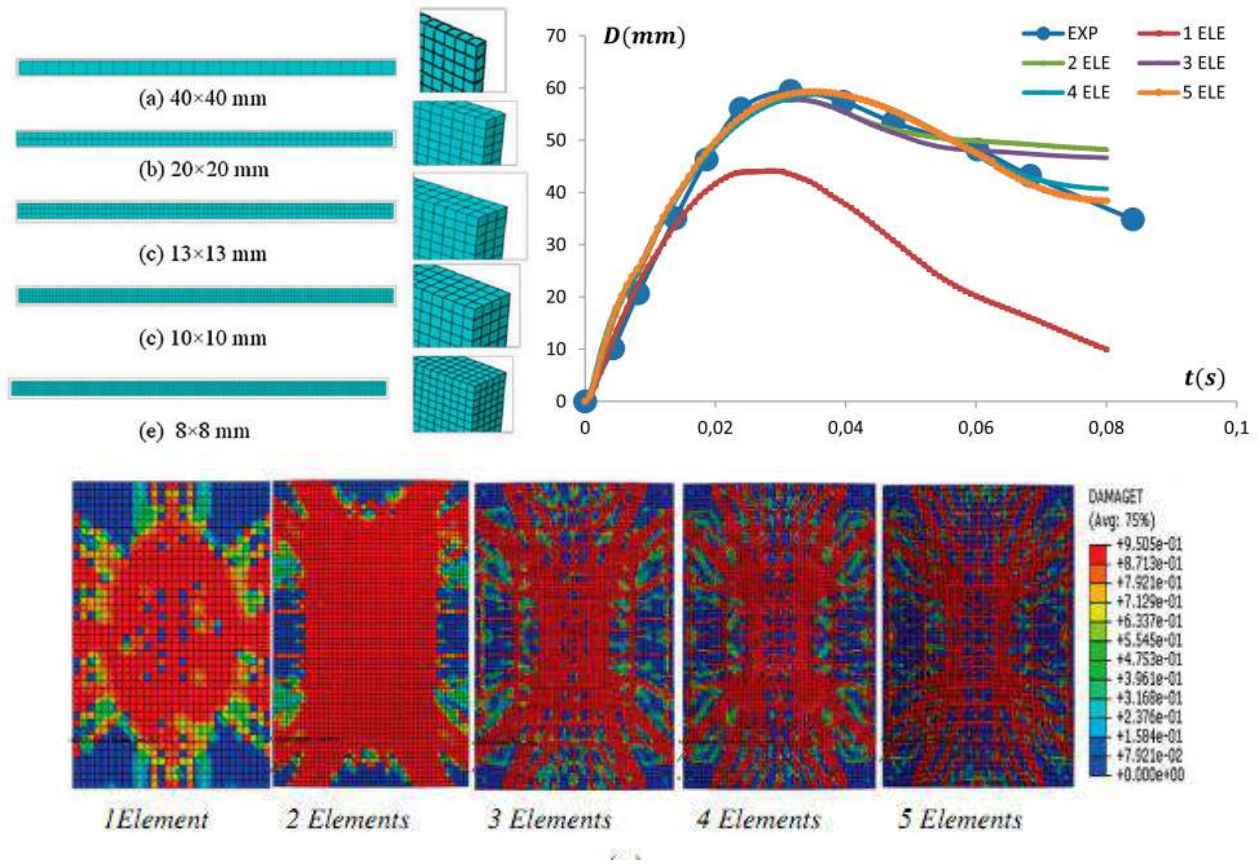 (a) 40×40 mm
(b) 20×20 mm
(c) 13×13 mm
(c) 10×10 mm
(e) 8×8 mm
D(mm)
EXP
1 ELE
2 ELE
3 ELE
4 ELE
5 ELE
70
60
50
40
30
20
10
0
t(s)
0 0,02 0,04 0,06 0,08 0,1
DAMAGET
(Avg: 75%)
+9.505e-01
+8.713e-01
+7.921e-01
+7.129e-01
+6.337e-01
+5.545e-01
+4.753e-01
+3.961e-01
+3.168e-01
+2.376e-01
+1.584e-01
+7.921e-02
+0.000e+00
1Element 2 Elements 3 Elements 4 Elements 5 Elements